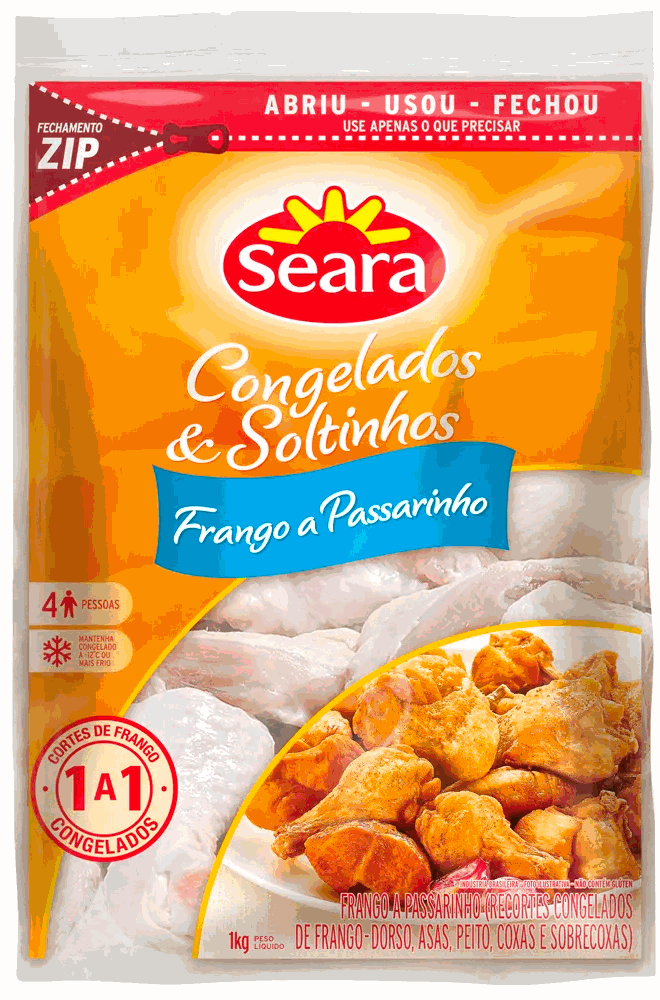 ABRIU - USOU - FECHOU
USE APENAS O QUE PRECISAR
FECHAMENTO
ZIP
Seara
Congelados
& Soltinhos
Frango a Passarinho
4 PESSOAS
MANTENHA
CONGELADO
A -12°C OU
MAIS FRIO
CORTES DE FRANGO
1A1
CONGELADOS
INDÚSTRIA BRASILEIRA - FOTO ILUSTRATIVA - NÃO CONTÉM GLÚTEN
FRANGO A PASSARINHO (RECORTES CONGELADOS
DE FRANGO - DORSO, ASAS, PEITO, COXAS E SOBRECOXAS)
1kg PESO
LÍQUIDO